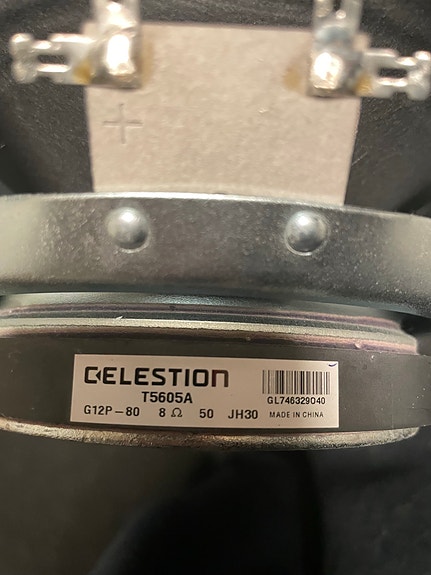 +
CELESTION
T5605A
G12P-80 8 Ω 50 JH30
GL746329040
MADE IN CHINA